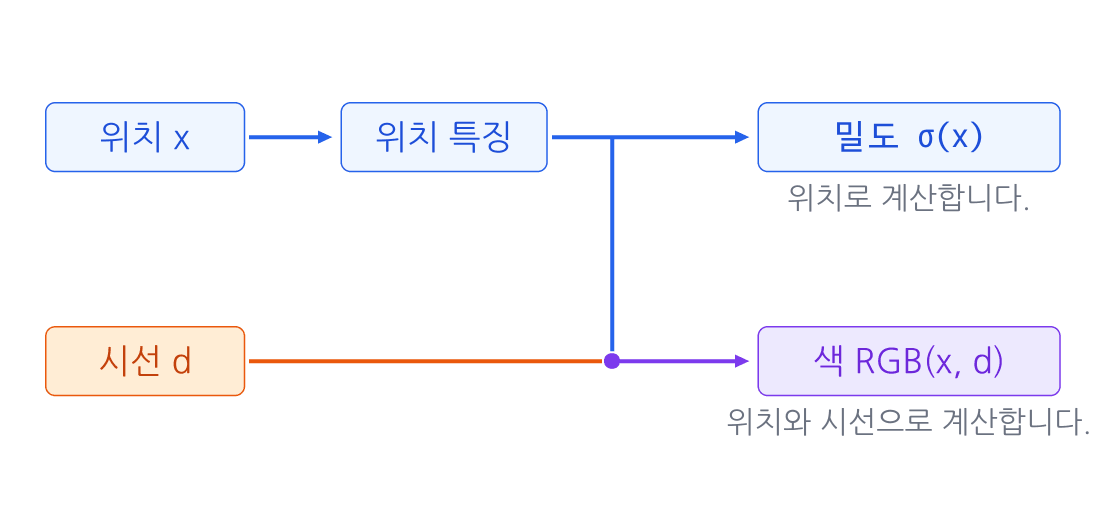 위치 x
위치 특징
밀도 σ(x)
위치로 계산합니다.
시선 d
색 RGB(x, d)
위치와 시선으로 계산합니다.